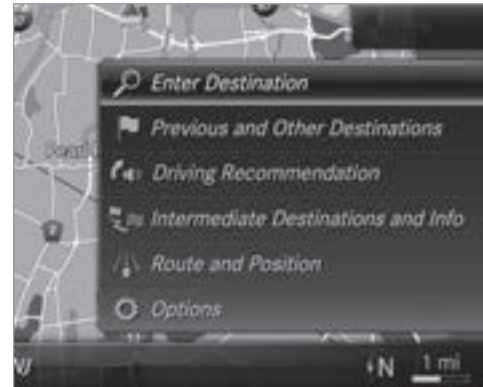 Enter Destination
Previous and Other Destinations
Driving Recommendation
Intermediate Destinations and Info
Route and Position
Options
N 1 mi